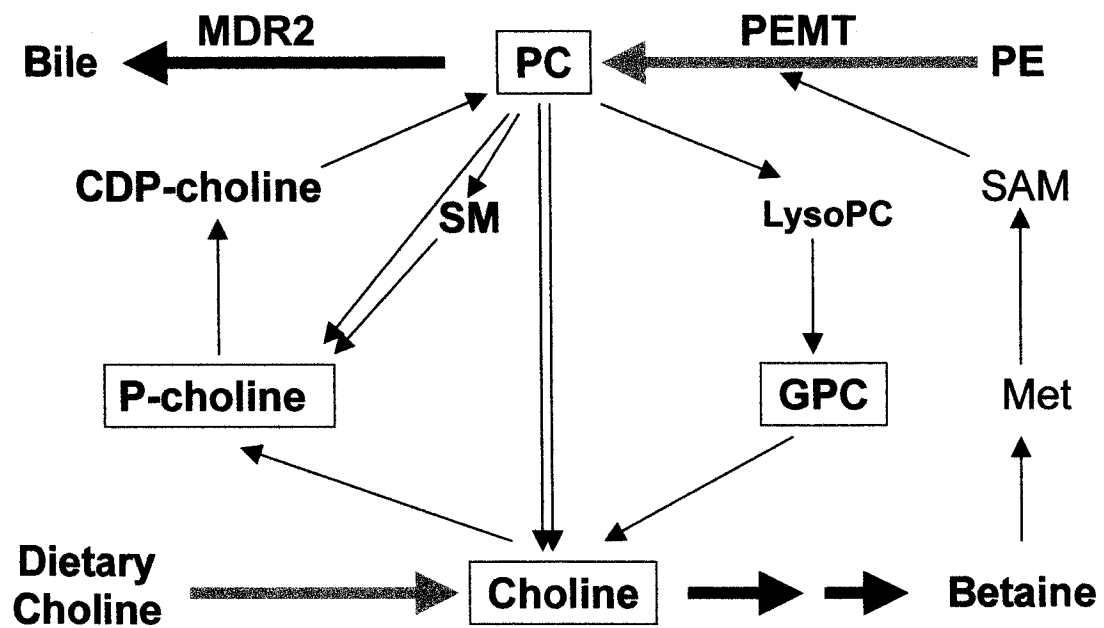 MDR2
PEMT
Bile
PC
PE
CDP-choline
SM
LysoPC
SAM
P-choline
GPC
Met
Dietary
Choline
Choline
Betaine